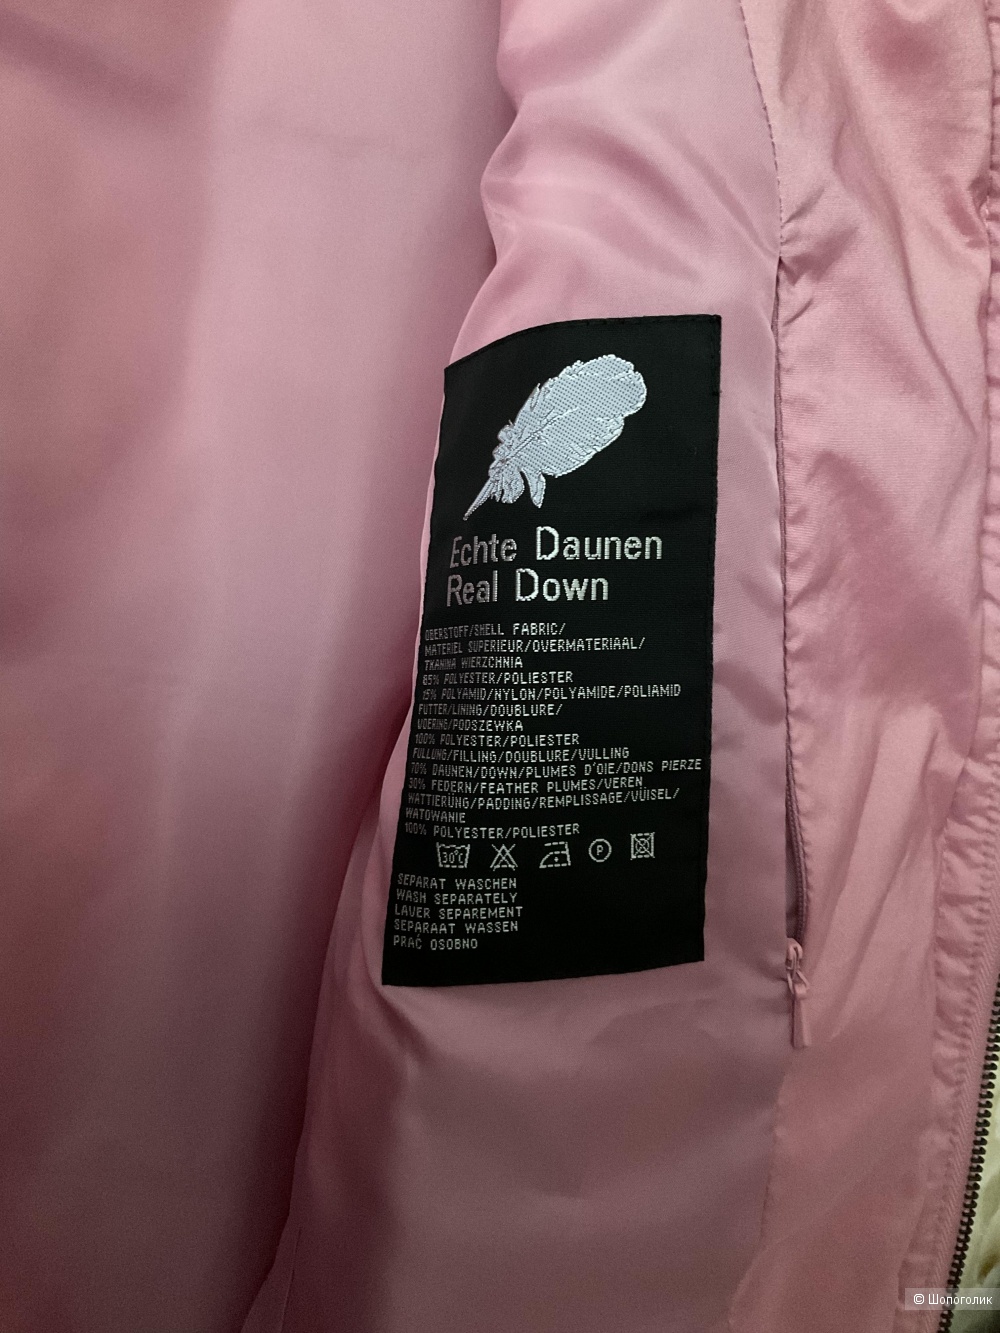 Echte Daunen
Real Down
OBERSTOFF/SHELL FABRIC/
MATERIEL SUPERIEUR/OVERMATERIAAL/
TKANINA WIERZCHNIA
85% POLYESTER/POLIESTER
15% POLYAMID/NYLON/POLYAMIDE/POLIAMID
FUTTER/LINING/DOUBLURE/
VOERING/PODSZEWKA
100% POLYESTER/POLIESTER
FÜLLUNG/FILLING/DOUBLURE/VULLING
70% DAUNEN/DOWN/PLUMES D'OIE/DONS PIERZE
30% FEDERN/FEATHER PLUMES/VEREN
WATTIERUNG/PADDING/REMPLISSAGE/VÜISEL/
WATOWANIE
100% POLYESTER/POLIESTER
30°C P
SEPARAT WASCHEN
WASH SEPARATELY
LAVER SEPAREMENT
SEPARAAT WASSEN
PRAĆ OSOBNO
© Шопоголик